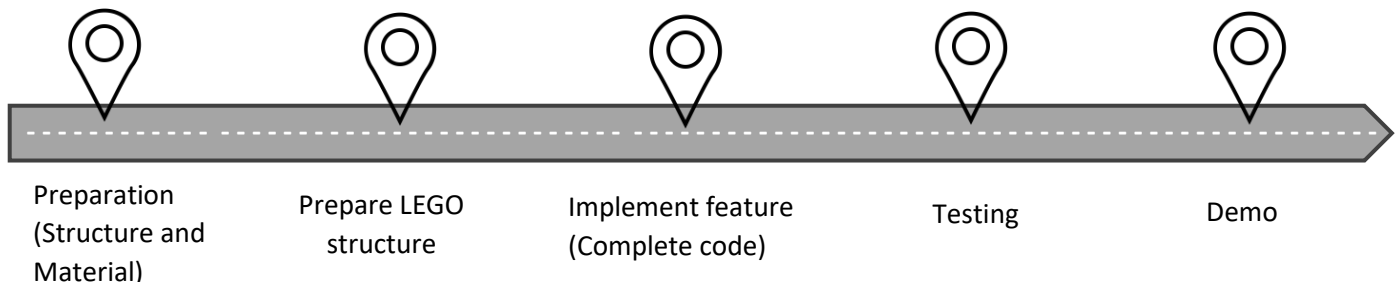 Preparation
(Structure and
Material)
Prepare LEGO
structure
Implement feature
(Complete code)
Testing
Demo